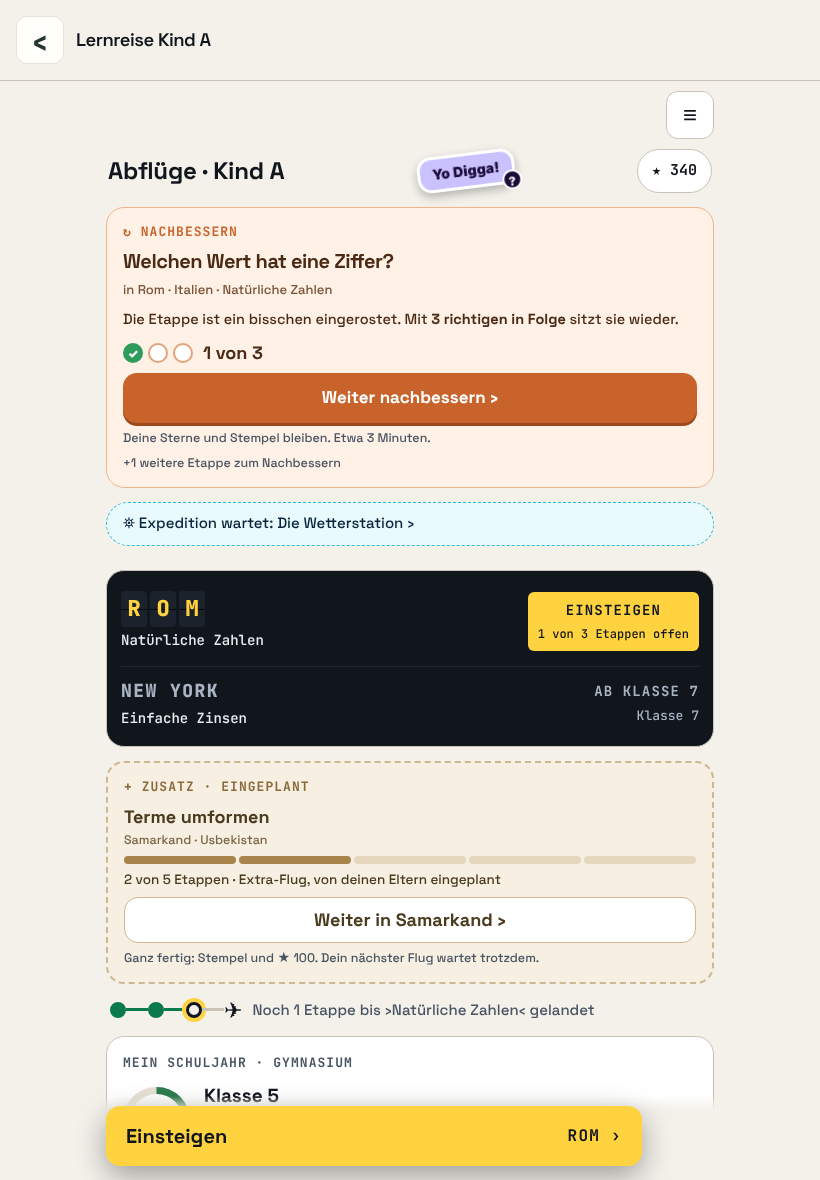 <
Lernreise Kind A
≡
Abflüge · Kind A
Yo Digga!
?
★ 340
↻ NACHBESSERN
Welchen Wert hat eine Ziffer?
in Rom · Italien · Natürliche Zahlen
Die Etappe ist ein bisschen eingerostet. Mit 3 richtigen in Folge sitzt sie wieder.
1 von 3
Weiter nachbessern ›
Deine Sterne und Stempel bleiben. Etwa 3 Minuten.
+1 weitere Etappe zum Nachbessern
Expedition wartet: Die Wetterstation ›
ROM
Natürliche Zahlen
EINSTEIGEN
1 von 3 Etappen offen
NEW YORK
Einfache Zinsen
AB KLASSE 7
Klasse 7
+ ZUSATZ · EINGEPLANT
Terme umformen
Samarkand · Usbekistan
2 von 5 Etappen · Extra-Flug, von deinen Eltern eingeplant
Weiter in Samarkand ›
Ganz fertig: Stempel und ★ 100. Dein nächster Flug wartet trotzdem.
Noch 1 Etappe bis ›Natürliche Zahlen‹ gelandet
MEIN SCHULJAHR · GYMNASIUM
Klasse 5
Einsteigen
ROM ›